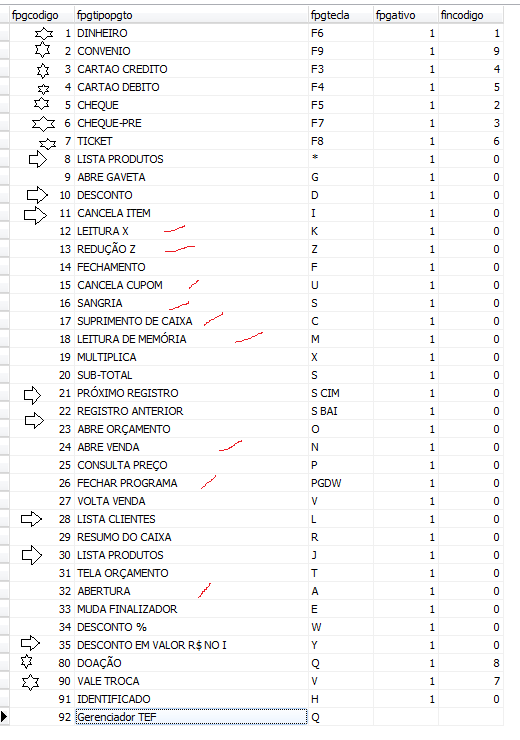 fpgcodigo fpgtipopgto fpgtecla fpgativo fincodigo
1 DINHEIRO F6 1 1
2 CONVENIO F9 1 9
3 CARTAO CREDITO F3 1 4
4 CARTAO DEBITO F4 1 5
5 CHEQUE F5 1 2
6 CHEQUE-PRE F7 1 3
7 TICKET F8 1 6
8 LISTA PRODUTOS * 1 0
9 ABRE GAVETA G 1 0
10 DESCONTO D 1 0
11 CANCELA ITEM I 1 0
12 LEITURA X K 1 0
13 REDUÇÃO Z Z 1 0
14 FECHAMENTO F 1 0
15 CANCELA CUPOM U 1 0
16 SANGRIA S 1 0
17 SUPRIMENTO DE CAIXA C 1 0
18 LEITURA DE MEMÓRIA M 1 0
19 MULTIPLICA X 1 0
20 SUB-TOTAL S 1 0
21 PRÓXIMO REGISTRO S CIM 1 0
22 REGISTRO ANTERIOR S BAI 1 0
23 ABRE ORÇAMENTO O 1 0
24 ABRE VENDA N 1 0
25 CONSULTA PREÇO P 1 0
26 FECHAR PROGRAMA PGDW 1 0
27 VOLTA VENDA V 1 0
28 LISTA CLIENTES L 1 0
29 RESUMO DO CAIXA R 1 0
30 LISTA PRODUTOS J 1 0
31 TELA ORÇAMENTO T 1 0
32 ABERTURA A 1 0
33 MUDA FINALIZADOR E 1 0
34 DESCONTO % W 1 0
35 DESCONTO EM VALOR R$ NO I Y 1 0
80 DOAÇÃO Q 1 8
90 VALE TROCA V 1 7
91 IDENTIFICADO H 1 0
92 Gerenciador TEF Q